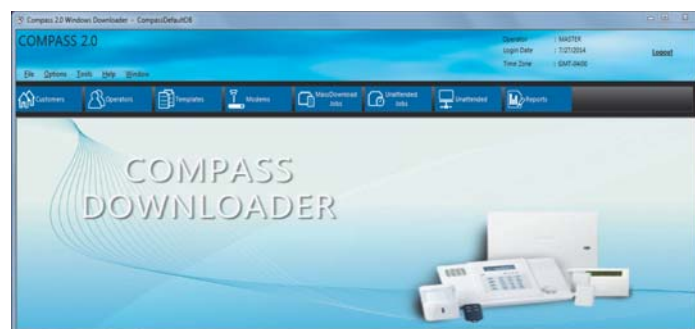 Compass 2.0 Windows Downloader - CompassDefaultDB
COMPASS 2.0
Operator : MASTER
Login Date : 7/27/2014
Time Zone : GMT-0400
Logout
File Options Tools Help Window
Customers
Operators
Templates
Modems
MassDownload Jobs
Unattended Jobs
Unattended
Reports
COMPASS
DOWNLOADER